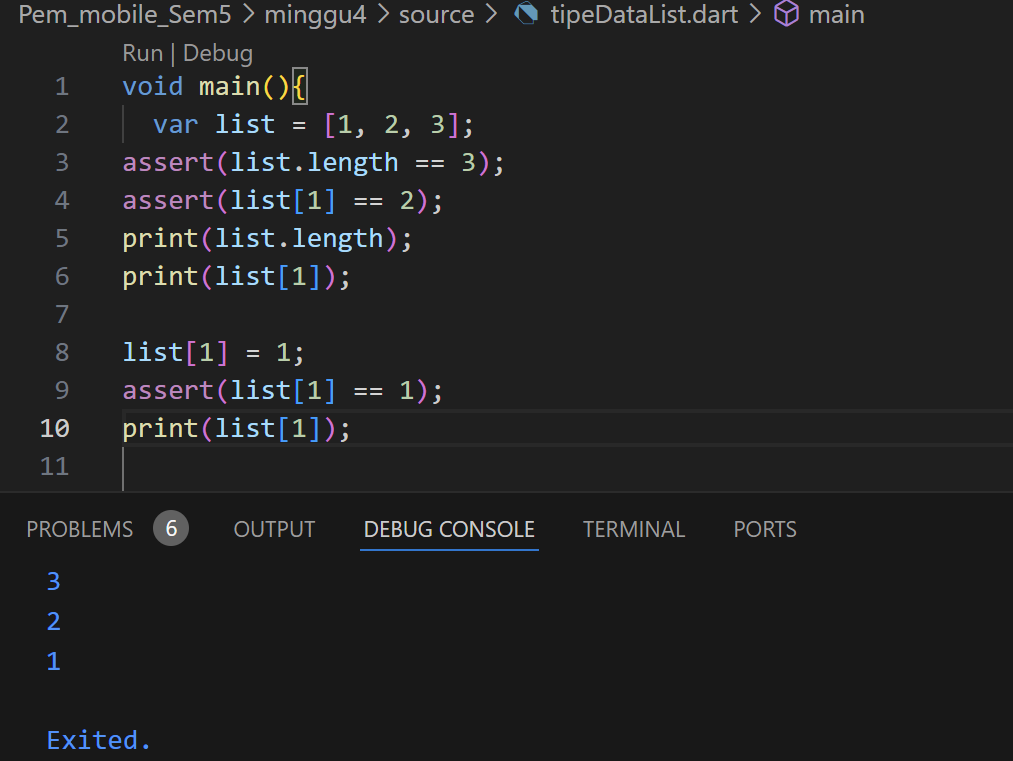 Pem_mobile_Sem5 > minggu4 > source > tipeDataList.dart > main
Run | Debug
1 void main(){
2   var list = [1, 2, 3];
3 assert(list.length == 3);
4 assert(list[1] == 2);
5 print(list.length);
6 print(list[1]);
7
8 list[1] = 1;
9 assert(list[1] == 1);
10 print(list[1]);
11
PROBLEMS 6 OUTPUT DEBUG CONSOLE TERMINAL PORTS
3
2
1
Exited.